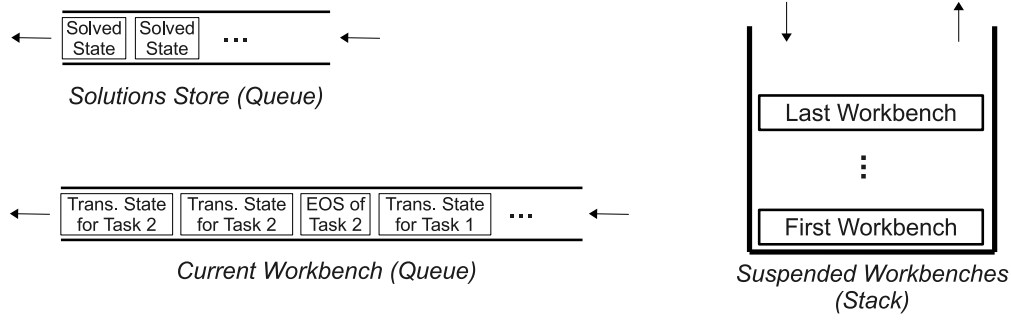 Solved
State
Solved
State
...
Solutions Store (Queue)
Trans. State
for Task 2
Trans. State
for Task 2
EOS of
Task 2
Trans. State
for Task 1
...
Current Workbench (Queue)
Last Workbench
First Workbench
Suspended Workbenches
(Stack)